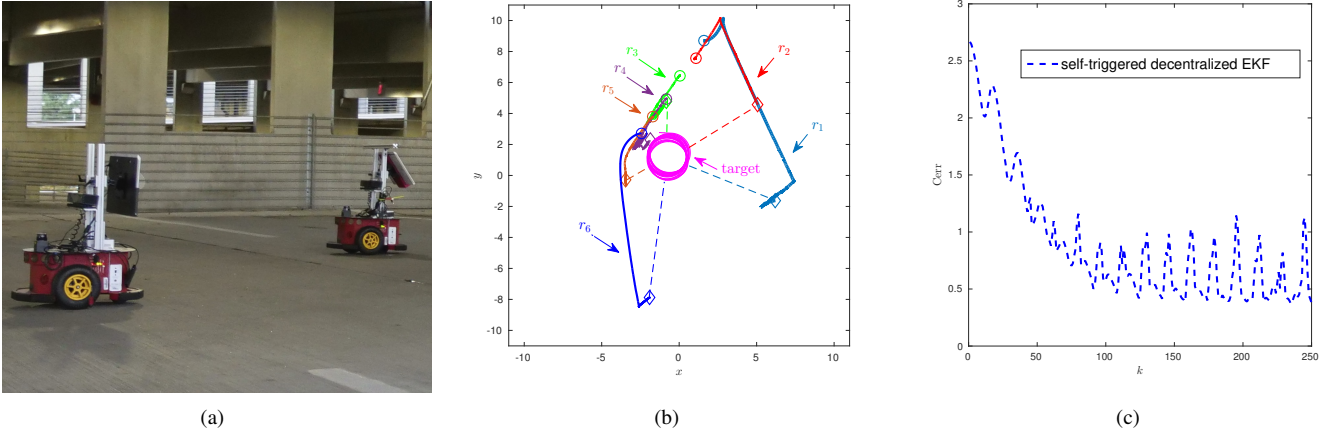 10
8
6
4
2
0
-2
-4
-6
-8
-10
y
-10
-5
0
5
10
x
r₁
r₂
r₃
r₄
r₅
r₆
target
3
2.5
2
1.5
1
0.5
0
Cerr
0
50
100
150
200
250
k
self-triggered decentralized EKF
(a)
(b)
(c)